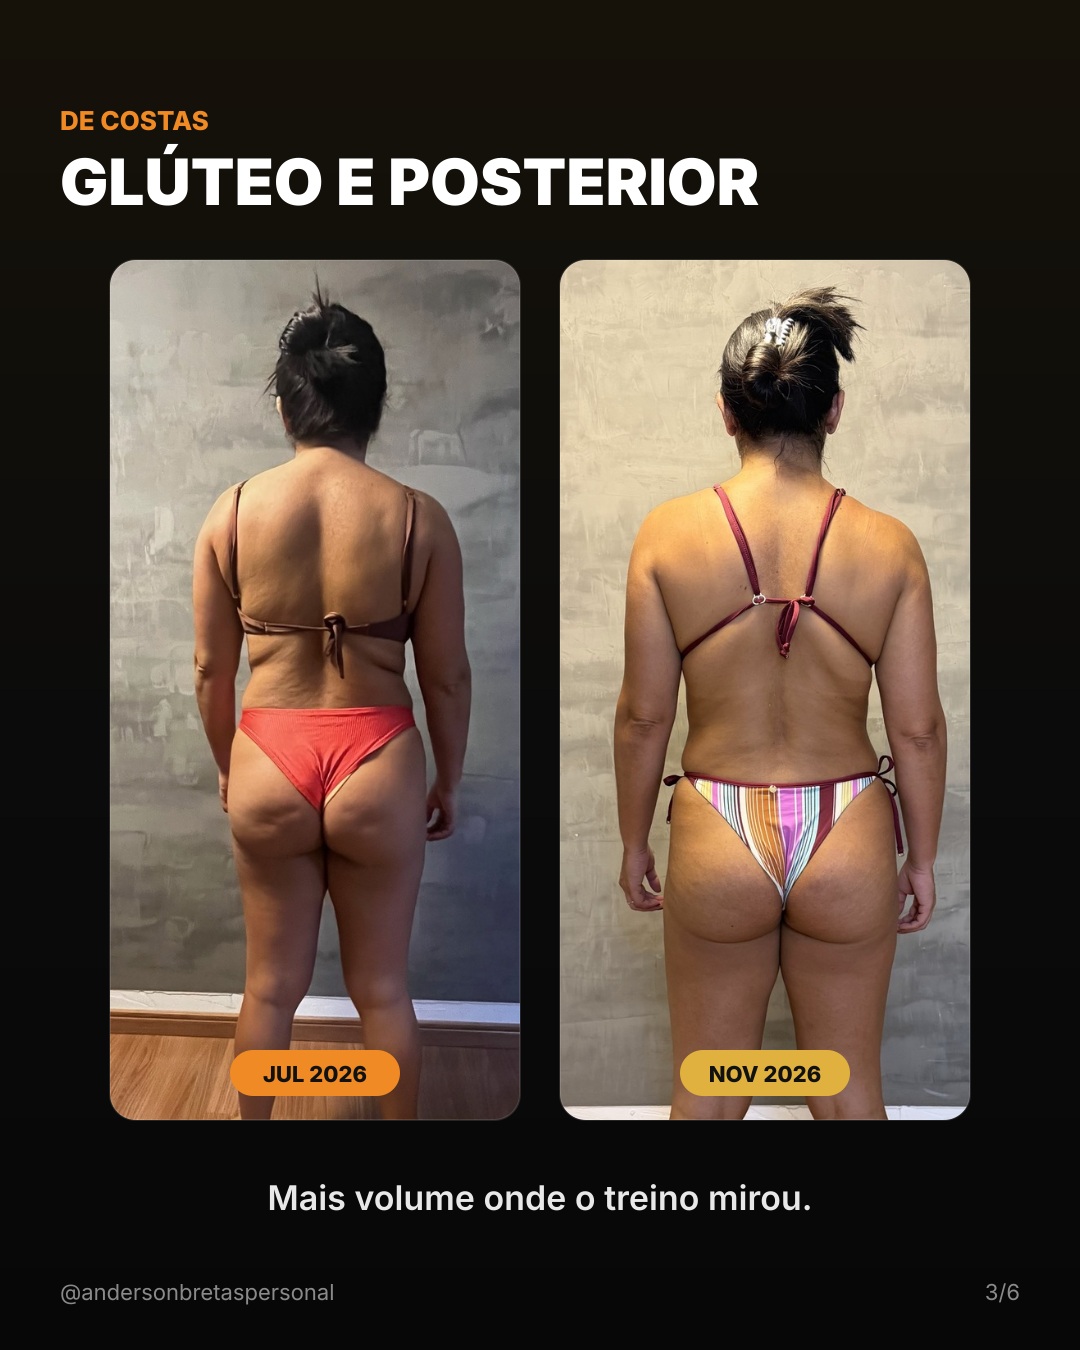 DE COSTAS
GLÚTEO E POSTERIOR
JUL 2026
NOV 2026
Mais volume onde o treino mirou.
@andersonbretaspersonal
3/6